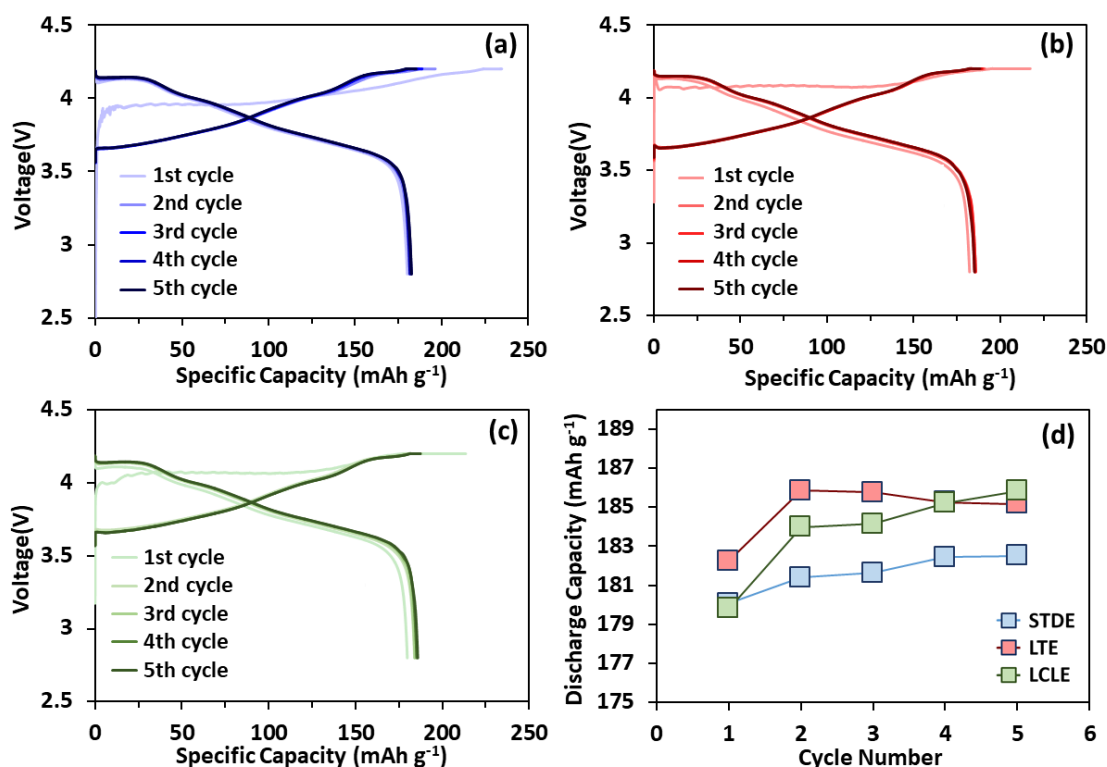 (a)
4.5
4
3.5
3
2.5
Voltage(V)
1st cycle
2nd cycle
3rd cycle
4th cycle
5th cycle
0 50 100 150 200 250
Specific Capacity (mAh g⁻¹)
(b)
4.5
4
3.5
3
2.5
Voltage(V)
1st cycle
2nd cycle
3rd cycle
4th cycle
5th cycle
0 50 100 150 200 250
Specific Capacity (mAh g⁻¹)
(c)
4.5
4
3.5
3
2.5
Voltage(V)
1st cycle
2nd cycle
3rd cycle
4th cycle
5th cycle
0 50 100 150 200 250
Specific Capacity (mAh g⁻¹)
(d)
189
187
185
183
181
179
177
175
Discharge Capacity (mAh g⁻¹)
STDE
LTE
LCLE
0 1 2 3 4 5 6
Cycle Number